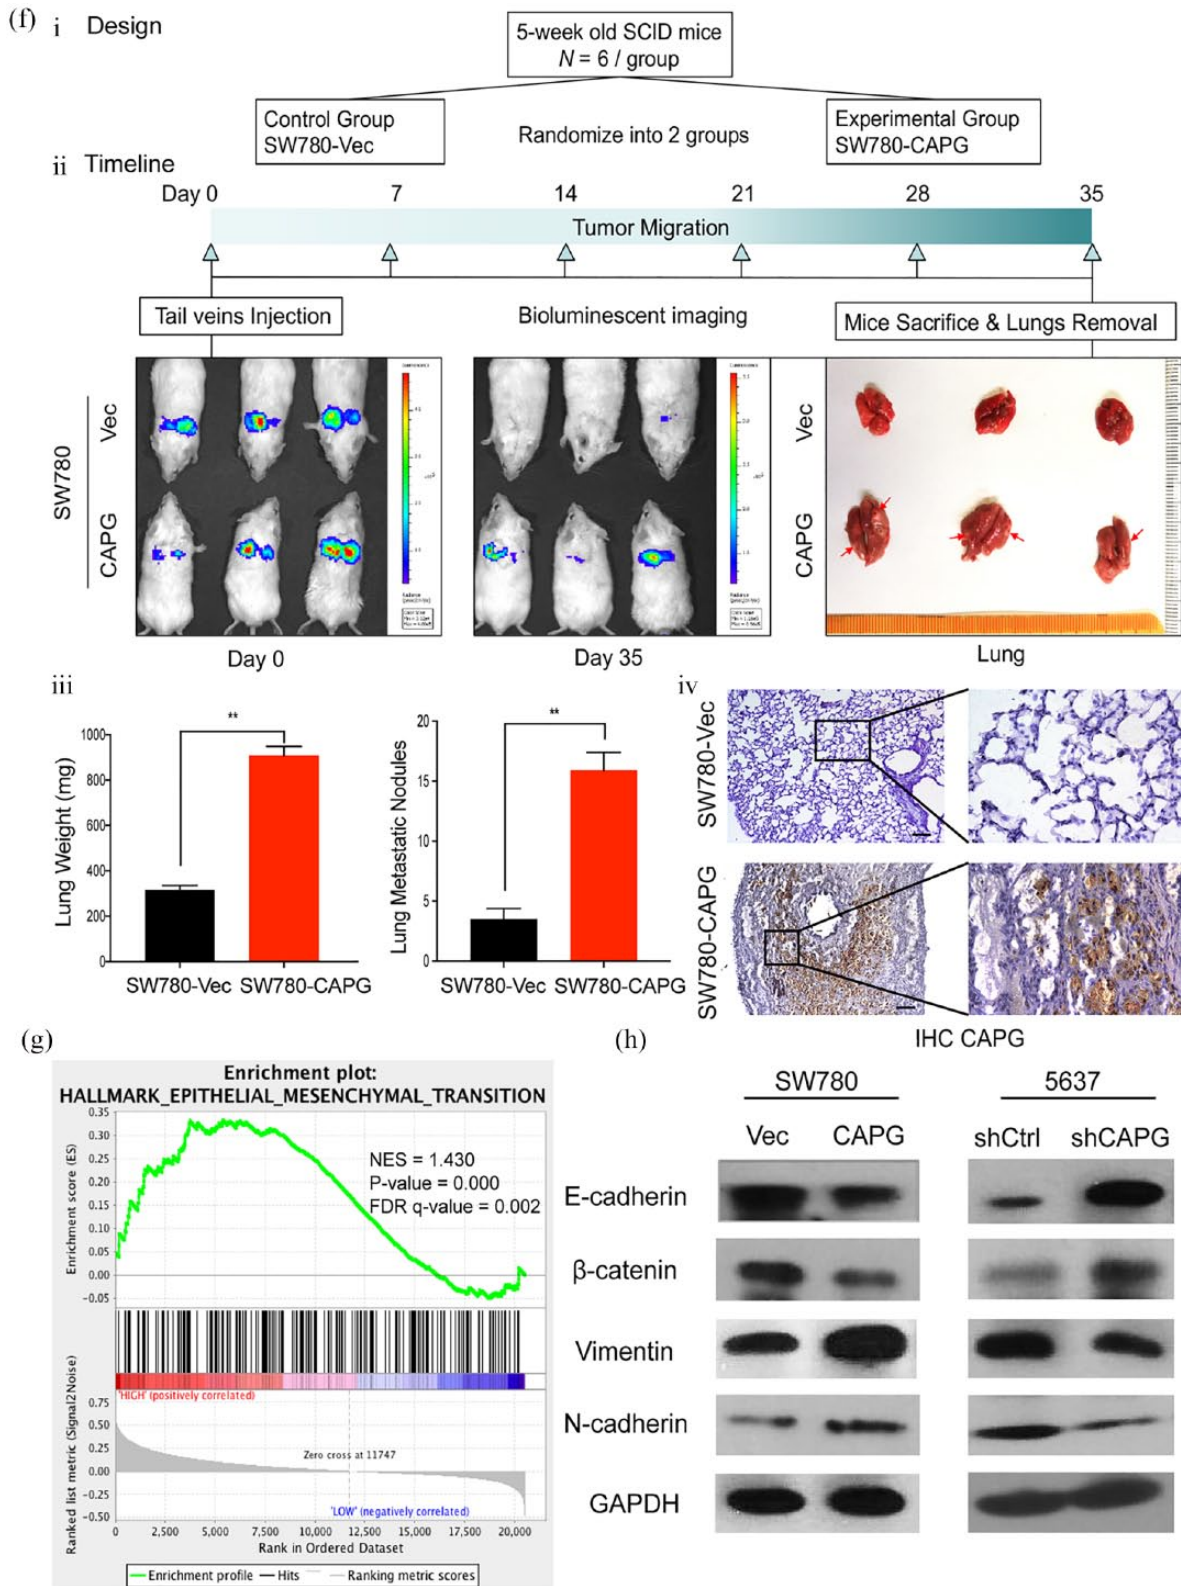 (f) i Design
5-week old SCID mice
N = 6 / group
Control Group
SW780-Vec
Randomize into 2 groups
Experimental Group
SW780-CAPG
ii Timeline
Day 0 7 14 21 28 35
Tumor Migration
Tail veins Injection
Bioluminescent imaging
Mice Sacrifice & Lungs Removal
SW780
Vec
CAPG
Vec
CAPG
Day 0
Day 35
Lung
iii
**
Lung Weight (mg)
1000
800
600
400
200
0
SW780-Vec SW780-CAPG
**
Lung Metastatic Nodules
20
15
10
5
0
SW780-Vec SW780-CAPG
iv
SW780-Vec
SW780-CAPG
IHC CAPG
(g)
Enrichment plot:
HALLMARK_EPITHELIAL_MESENCHYMAL_TRANSITION
Enrichment score (ES)
0.35
0.30
0.25
0.20
0.15
0.10
0.05
0.00
-0.05
NES = 1.430
P-value = 0.000
FDR q-value = 0.002
'HIGH' (positively correlated)
Ranked list metric (Signal2Noise)
0.75
0.50
0.25
0.00
-0.25
-0.50
Zero cross at 11747
'LOW' (negatively correlated)
0 2,500 5,000 7,500 10,000 12,500 15,000 17,500 20,000
Rank in Ordered Dataset
Enrichment profile Hits Ranking metric scores
(h)
SW780 5637
Vec CAPG shCtrl shCAPG
E-cadherin
β-catenin
Vimentin
N-cadherin
GAPDH